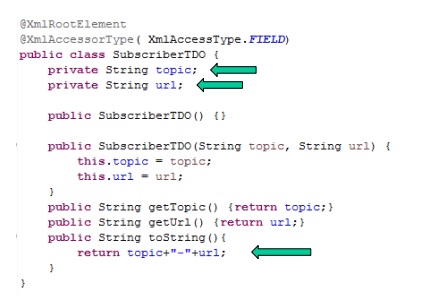 @XmlRootElement
@XmlAccessorType( XmlAccessType.FIELD)
public class SubscriberTDO {
    private String topic;
    private String url;

    public SubscriberTDO() {}

    public SubscriberTDO(String topic, String url) {
        this.topic = topic;
        this.url = url;
    }
    public String getTopic() {return topic;}
    public String getUrl() {return url;}
    public String toString(){
        return topic+"-"+url;
    }
}